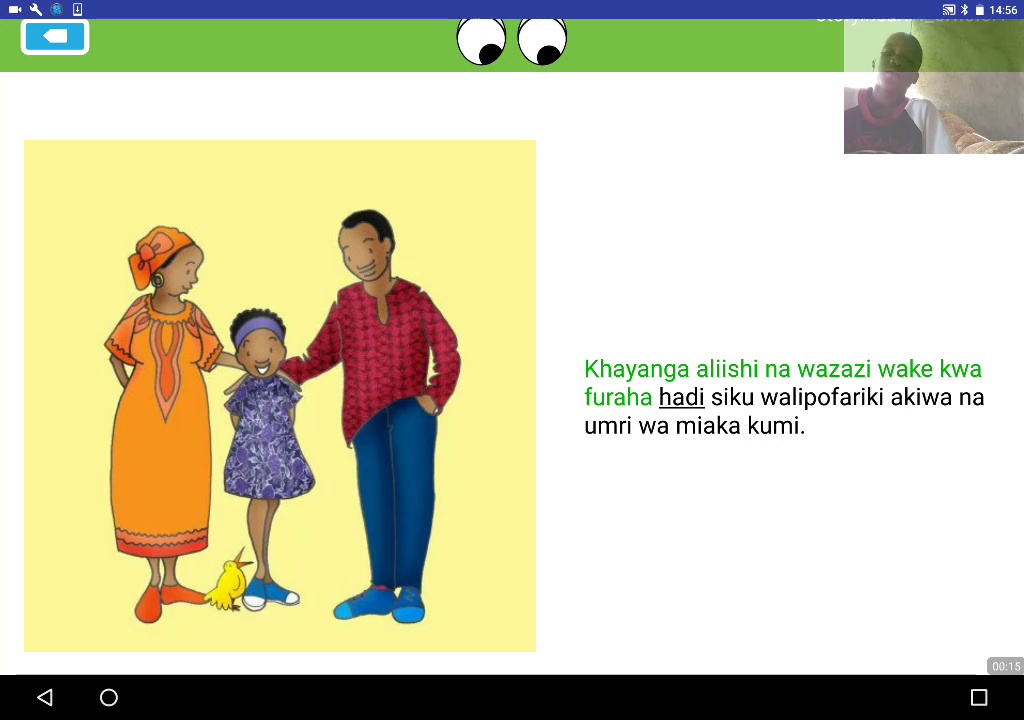 14:56
Khayanga aliishi na wazazi wake kwa
furaha hadi siku walipofariki akiwa na
umri wa miaka kumi.
00:15